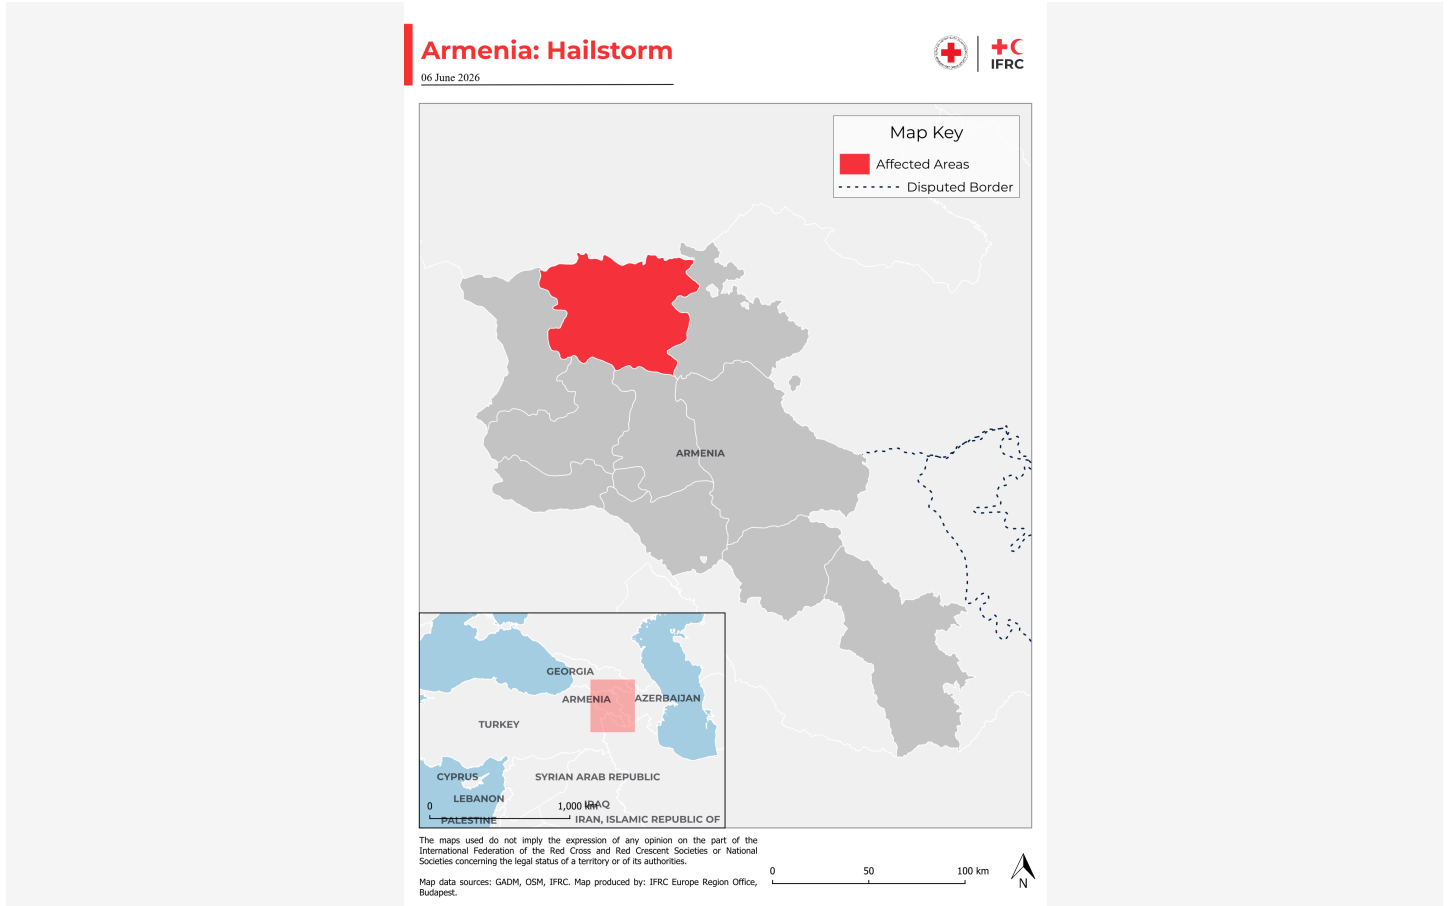 Armenia: Hailstorm
06 June 2026
IFRC
Map Key
Affected Areas
Disputed Border
ARMENIA
GEORGIA
ARMENIA
AZERBAIJAN
TURKEY
CYPRUS
SYRIAN ARAB REPUBLIC
LEBANON
IRAQ
0 1,000 km
PALESTINE
IRAN, ISLAMIC REPUBLIC OF
The maps used do not imply the expression of any opinion on the part of the
International Federation of the Red Cross and Red Crescent Societies or National
Societies concerning the legal status of a territory or of its authorities.
Map data sources: GADM, OSM, IFRC. Map produced by: IFRC Europe Region Office,
Budapest.
0 50 100 km
N